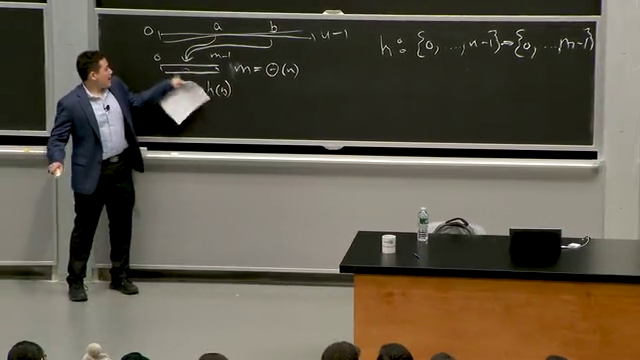 0 a b u-1
0 m-1 m = Θ(n)
h(b)
h: {0, ..., u-1} → {0, ... m-1}